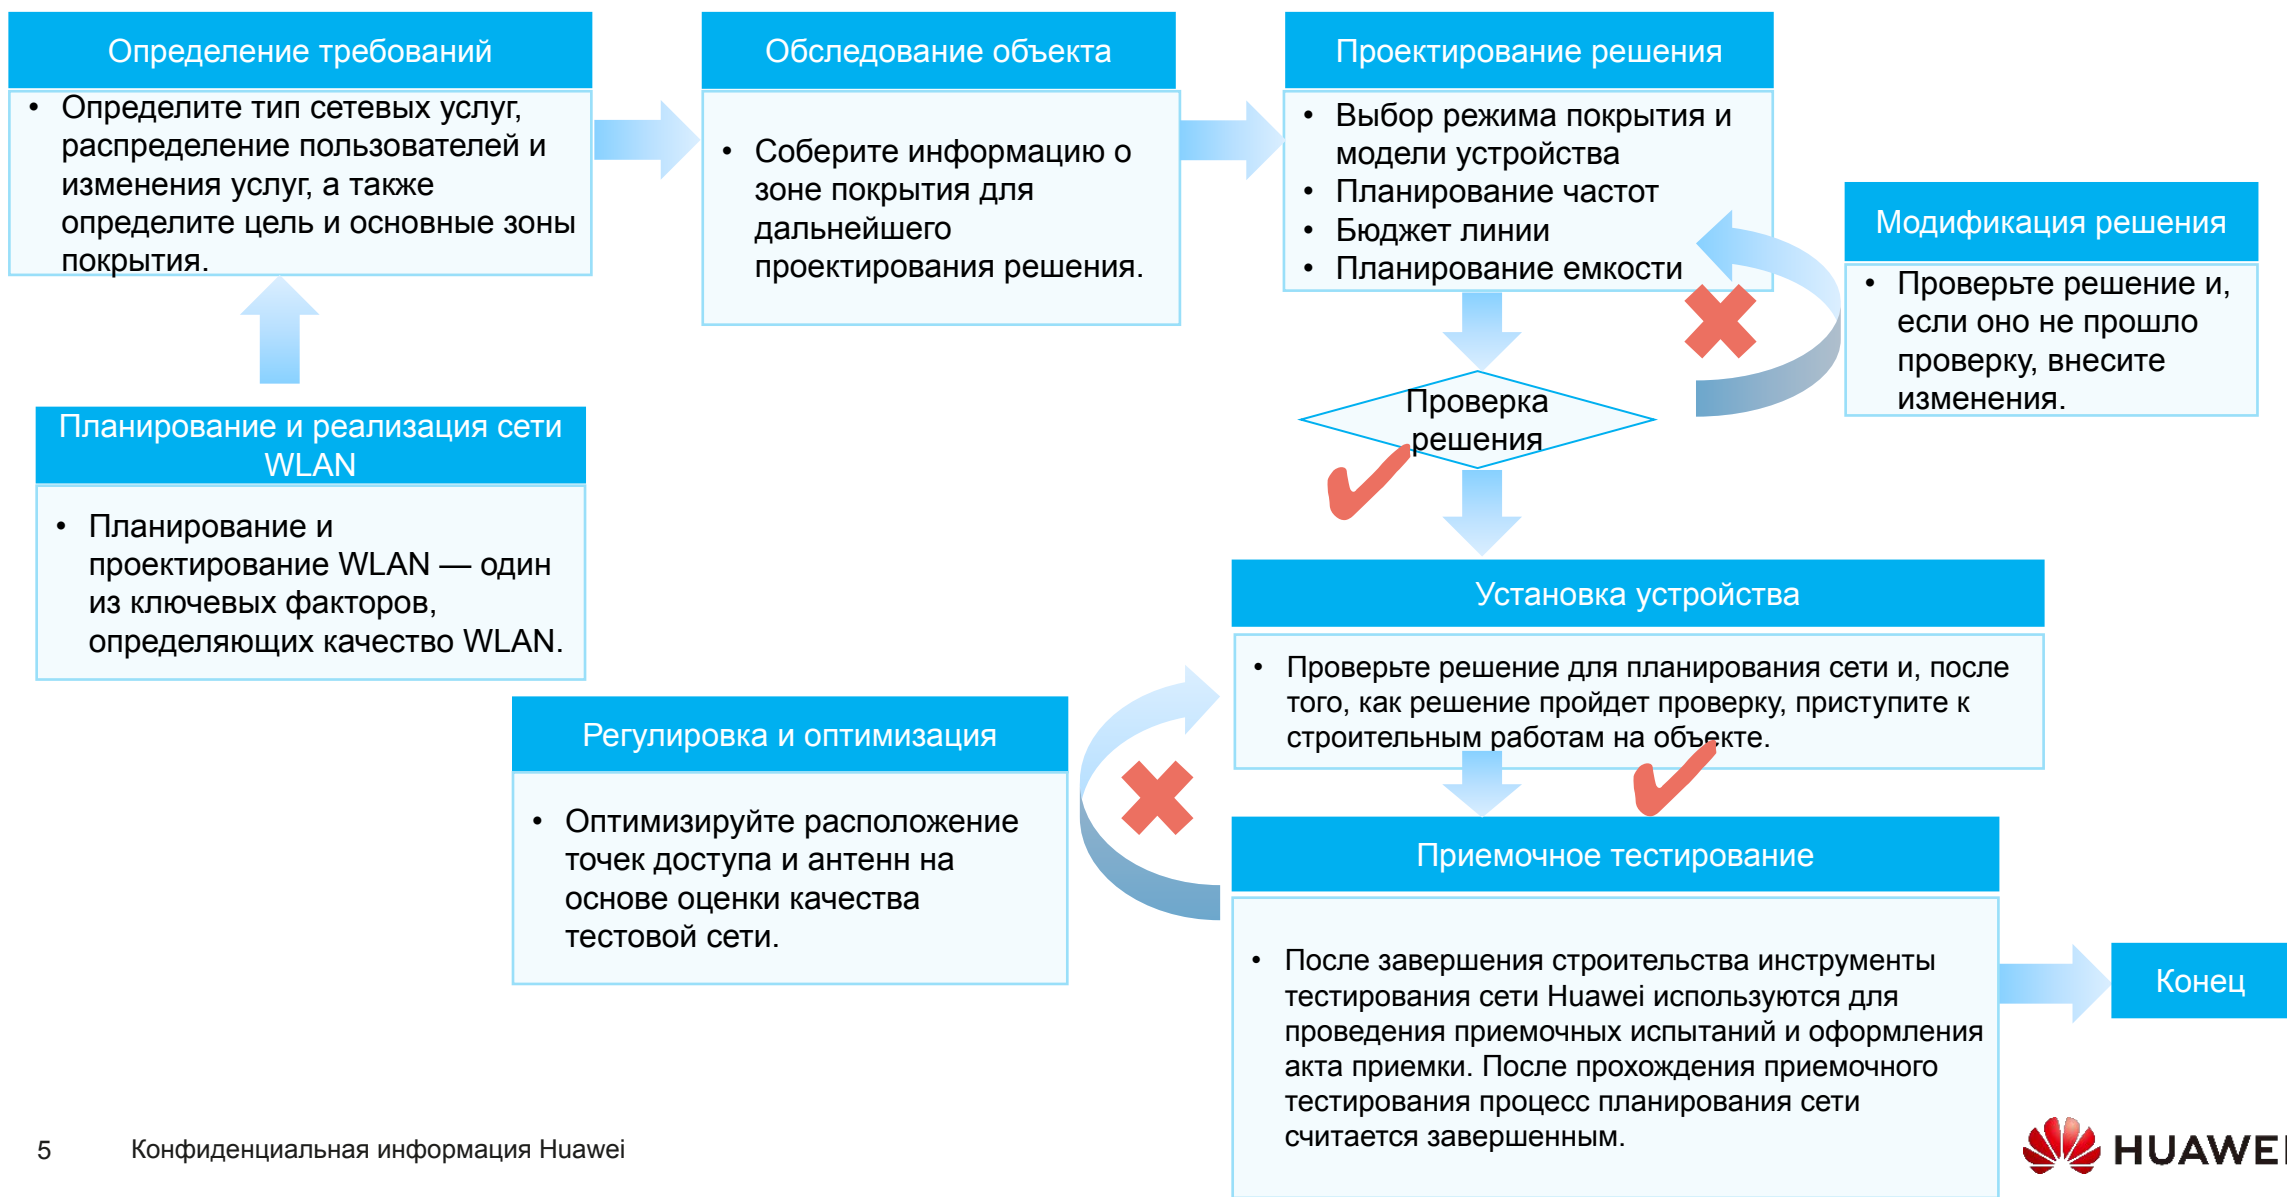 Определение требований
• Определите тип сетевых услуг,
распределение пользователей и
изменения услуг, а также
определите цель и основные зоны
покрытия.
Обследование объекта
• Соберите информацию о
зоне покрытия для
дальнейшего
проектирования решения.
Проектирование решения
• Выбор режима покрытия и
модели устройства
• Планирование частот
• Бюджет линии
• Планирование емкости
Модификация решения
• Проверьте решение и,
если оно не прошло
проверку, внесите
изменения.
Планирование и реализация сети
WLAN
• Планирование и
проектирование WLAN — один
из ключевых факторов,
определяющих качество WLAN.
Проверка
решения
Установка устройства
• Проверьте решение для планирования сети и, после
того, как решение пройдет проверку, приступите к
строительным работам на объекте.
Регулировка и оптимизация
• Оптимизируйте расположение
точек доступа и антенн на
основе оценки качества
тестовой сети.
Приемочное тестирование
• После завершения строительства инструменты
тестирования сети Huawei используются для
проведения приемочных испытаний и оформления
акта приемки. После прохождения приемочного
тестирования процесс планирования сети
считается завершенным.
Конец
5 Конфиденциальная информация Huawei
HUAWEI